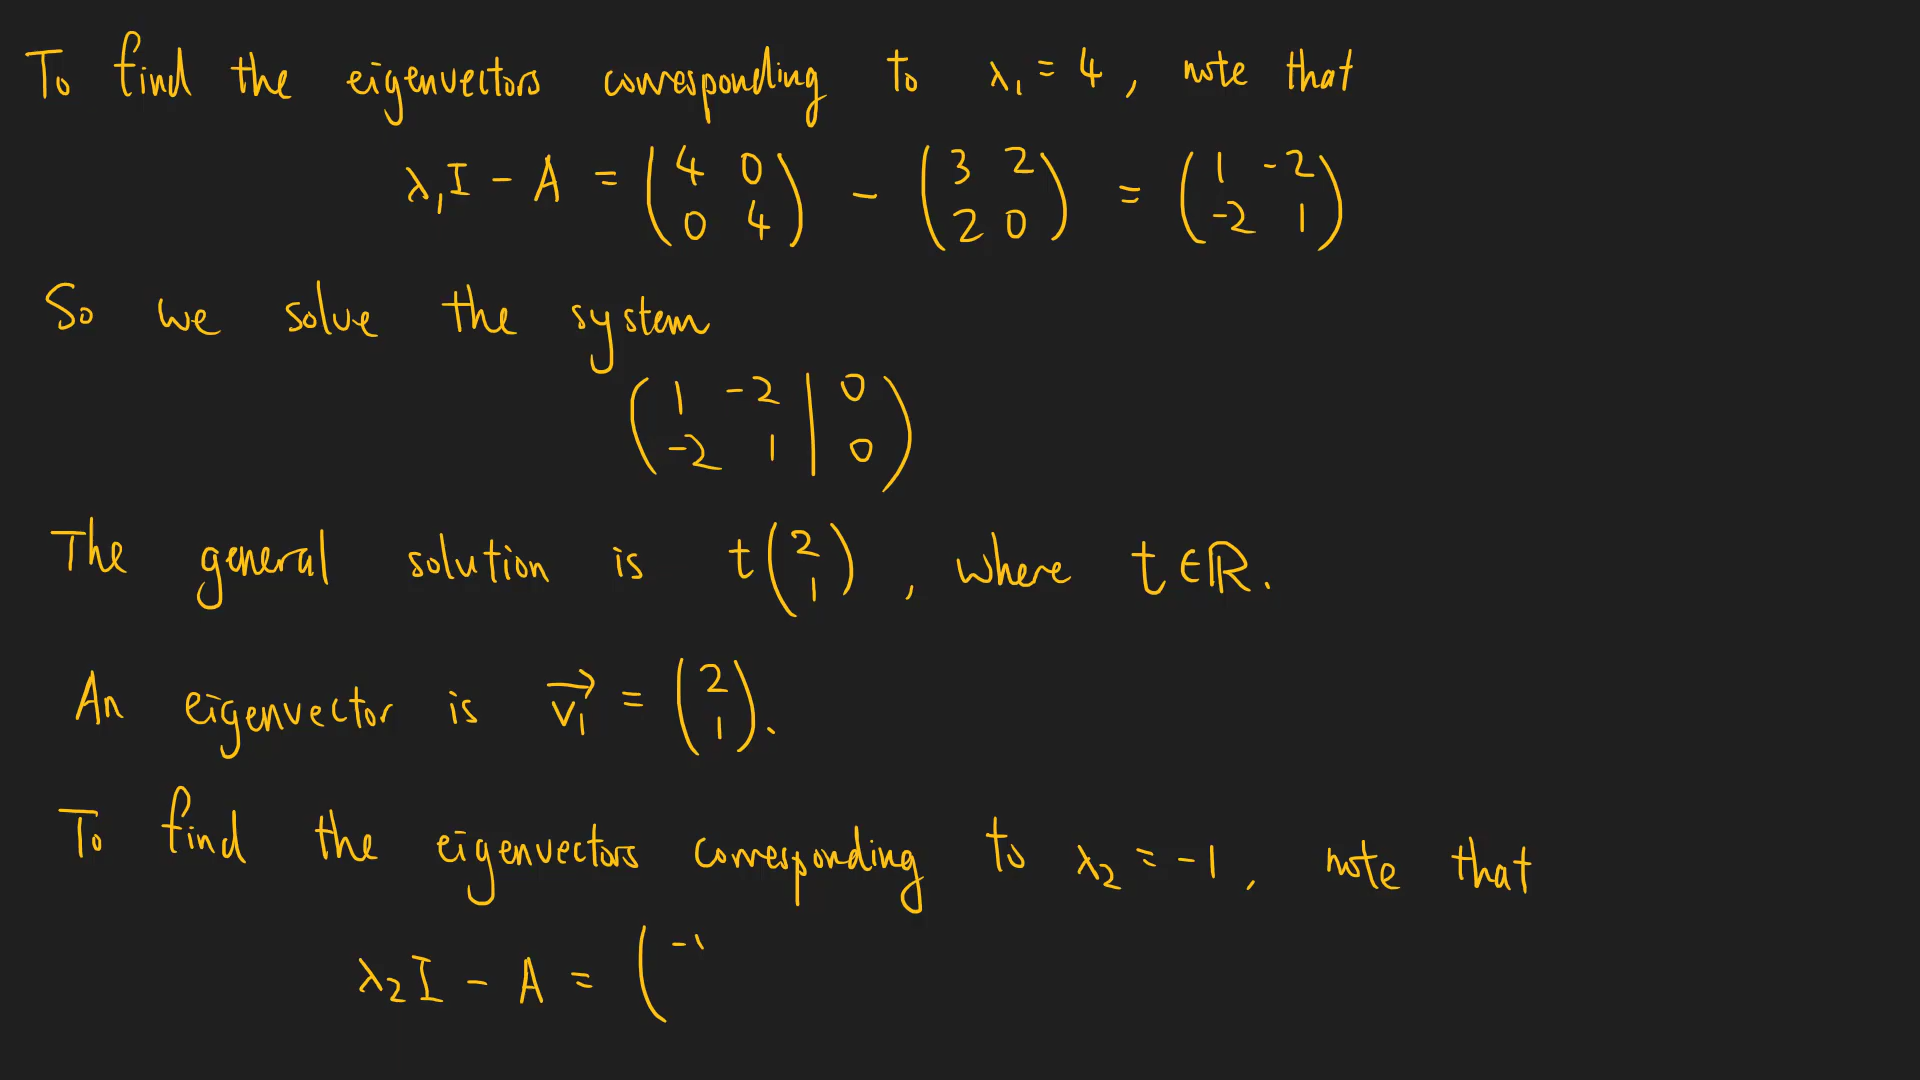 To find the eigenvectors corresponding to λ₁ = 4, note that
λ₁I - A = (4 0; 0 4) - (3 2; 2 0) = (1 -2; -2 1)
So we solve the system
(1 -2 | 0; -2 1 | 0)
The general solution is t(2; 1), where t∈ℝ.
An eigenvector is v₁⃗ = (2; 1).
To find the eigenvectors corresponding to λ₂ = -1, note that
λ₂I - A = ( -1